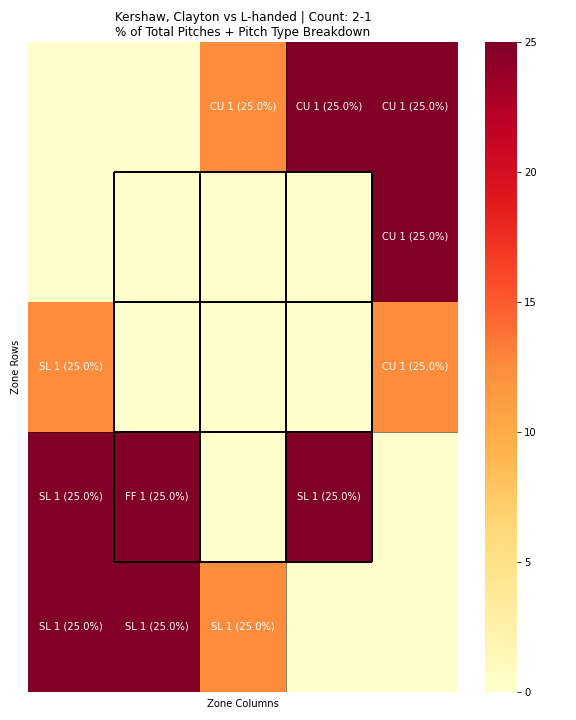 Kershaw, Clayton vs L-handed | Count: 2-1
% of Total Pitches + Pitch Type Breakdown
CU 1 (25.0%) CU 1 (25.0%) CU 1 (25.0%)
CU 1 (25.0%)
SL 1 (25.0%) CU 1 (25.0%)
SL 1 (25.0%) FF 1 (25.0%) SL 1 (25.0%)
SL 1 (25.0%) SL 1 (25.0%) SL 1 (25.0%)
Zone Rows
Zone Columns
25
20
15
10
5
0